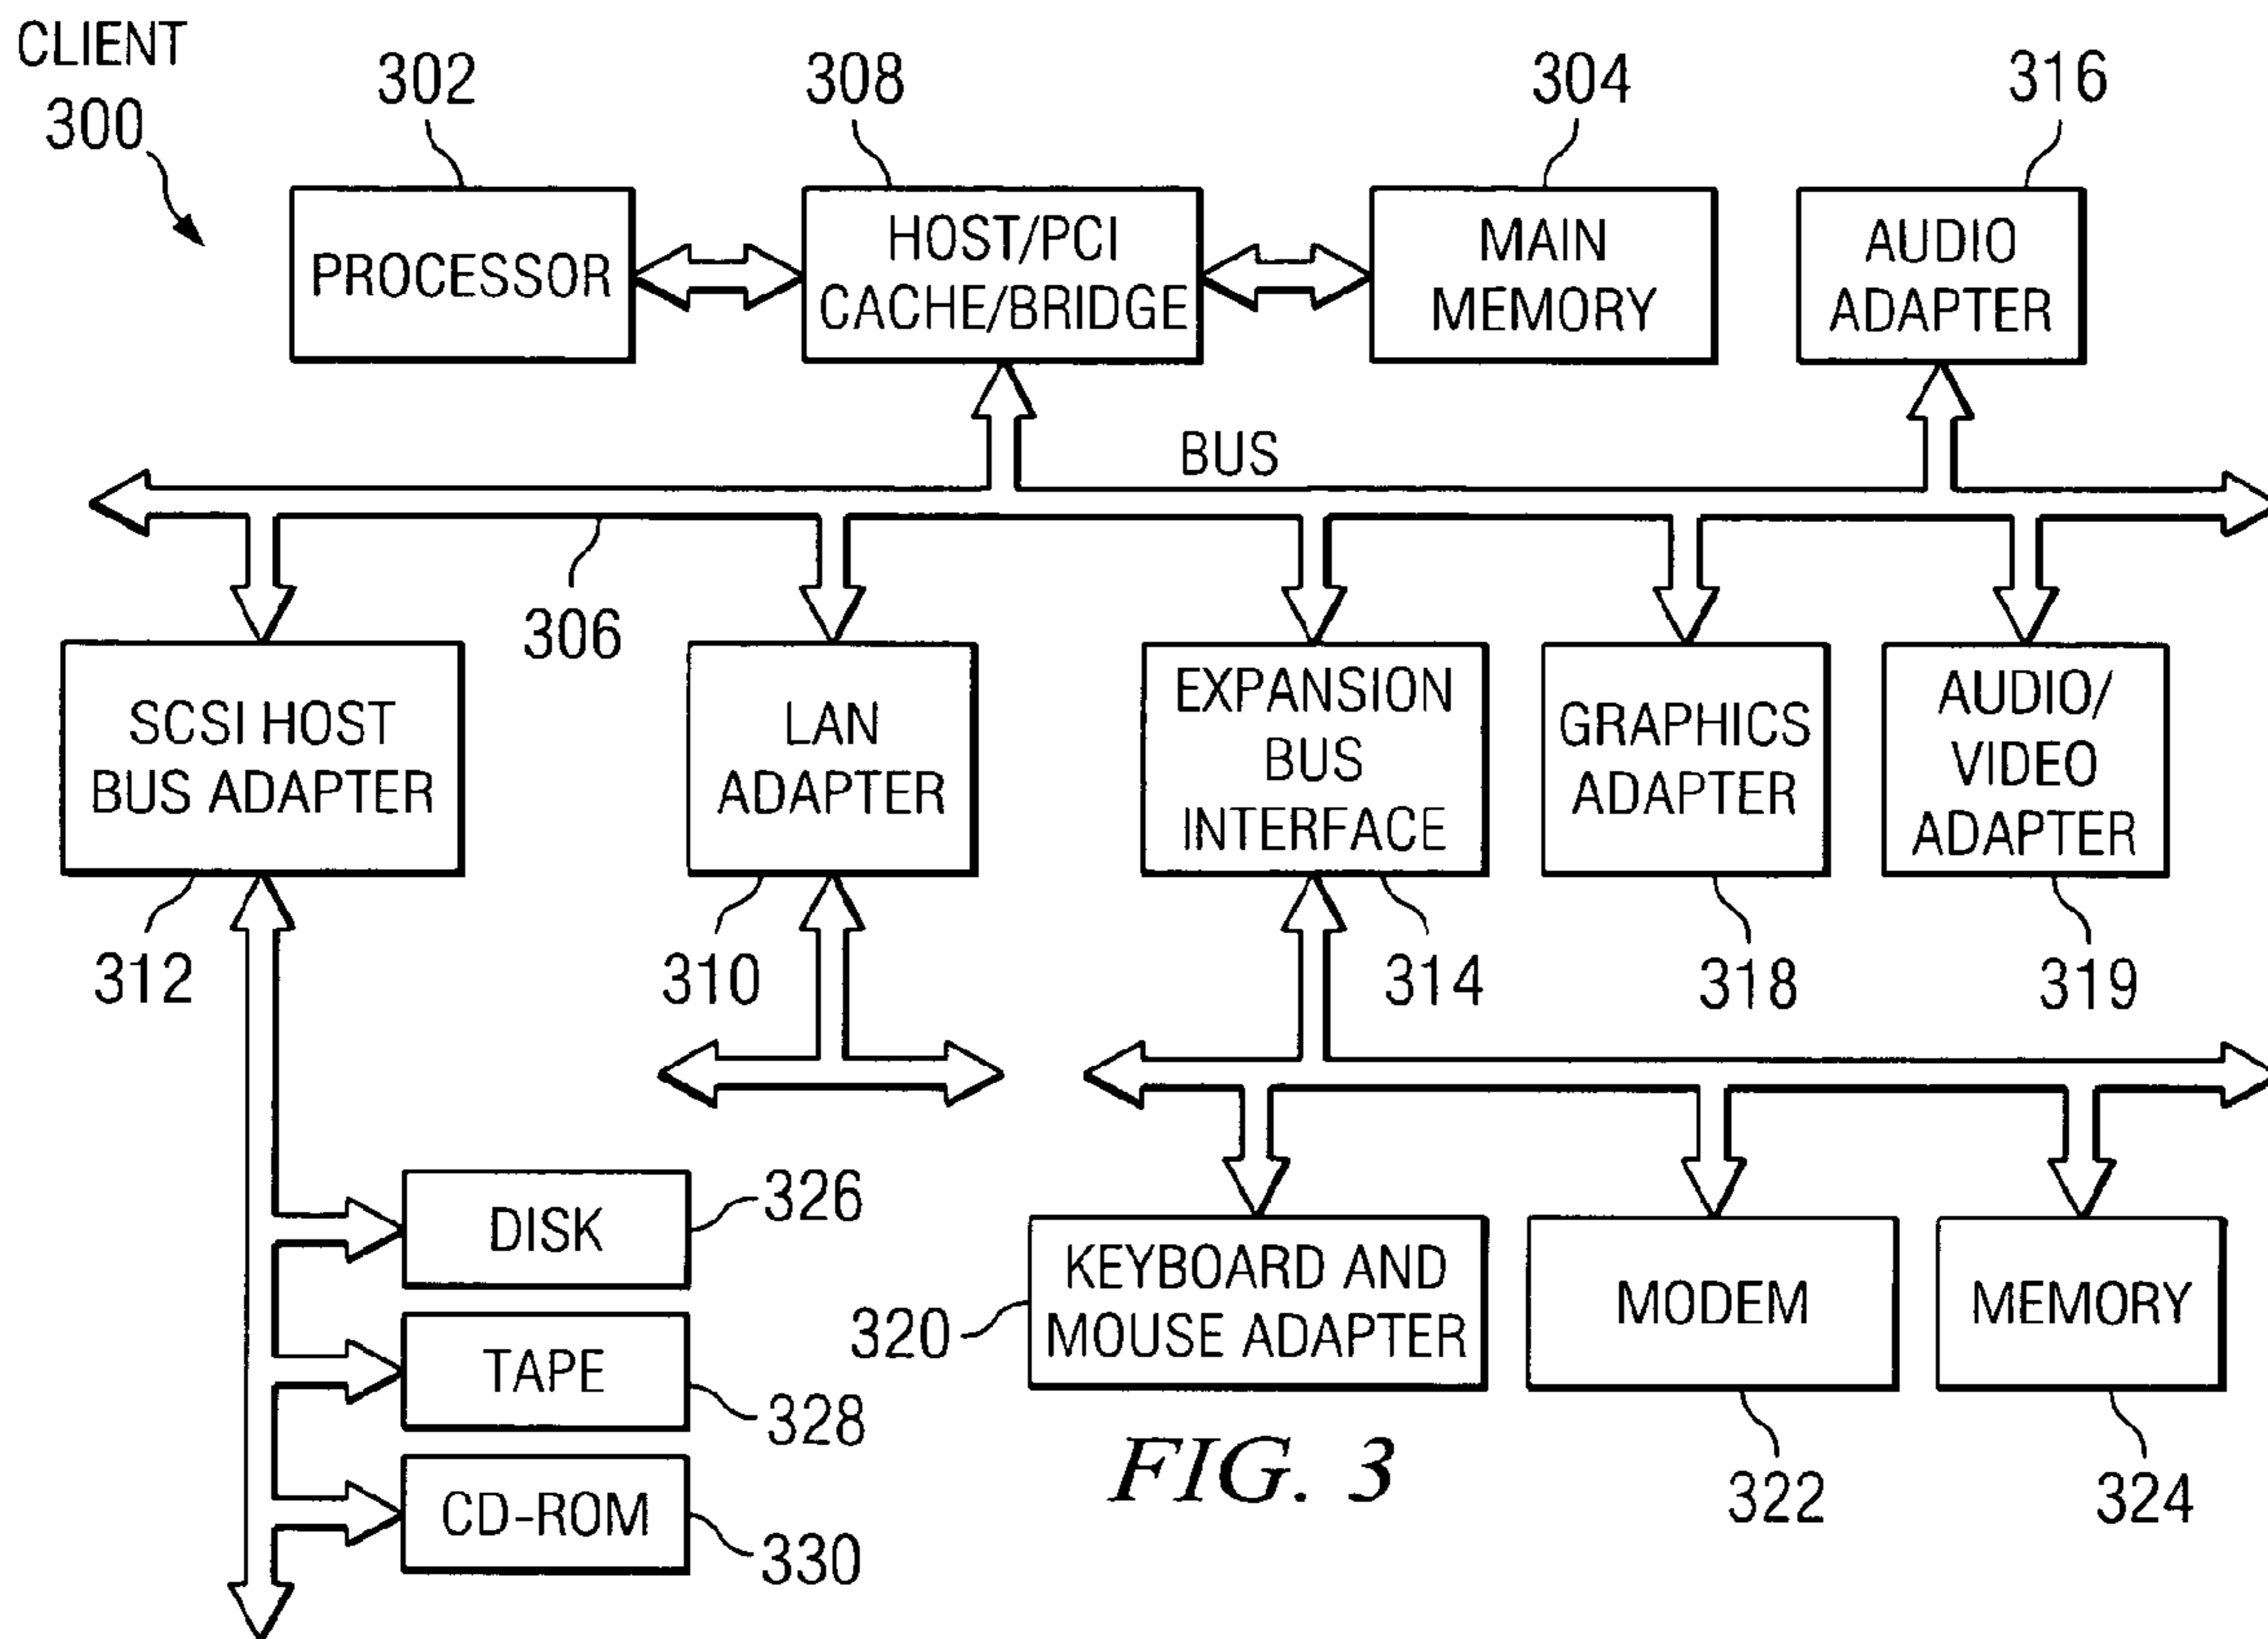 CLIENT
300
302
308
304
316
PROCESSOR
HOST/PCI
CACHE/BRIDGE
MAIN
MEMORY
AUDIO
ADAPTER
BUS
306
SCSI HOST
BUS ADAPTER
LAN
ADAPTER
EXPANSION
BUS
INTERFACE
GRAPHICS
ADAPTER
AUDIO/
VIDEO
ADAPTER
312
310
314
318
319
DISK
326
TAPE
328
CD-ROM
330
320
KEYBOARD AND
MOUSE ADAPTER
MODEM
MEMORY
322
324
FIG. 3